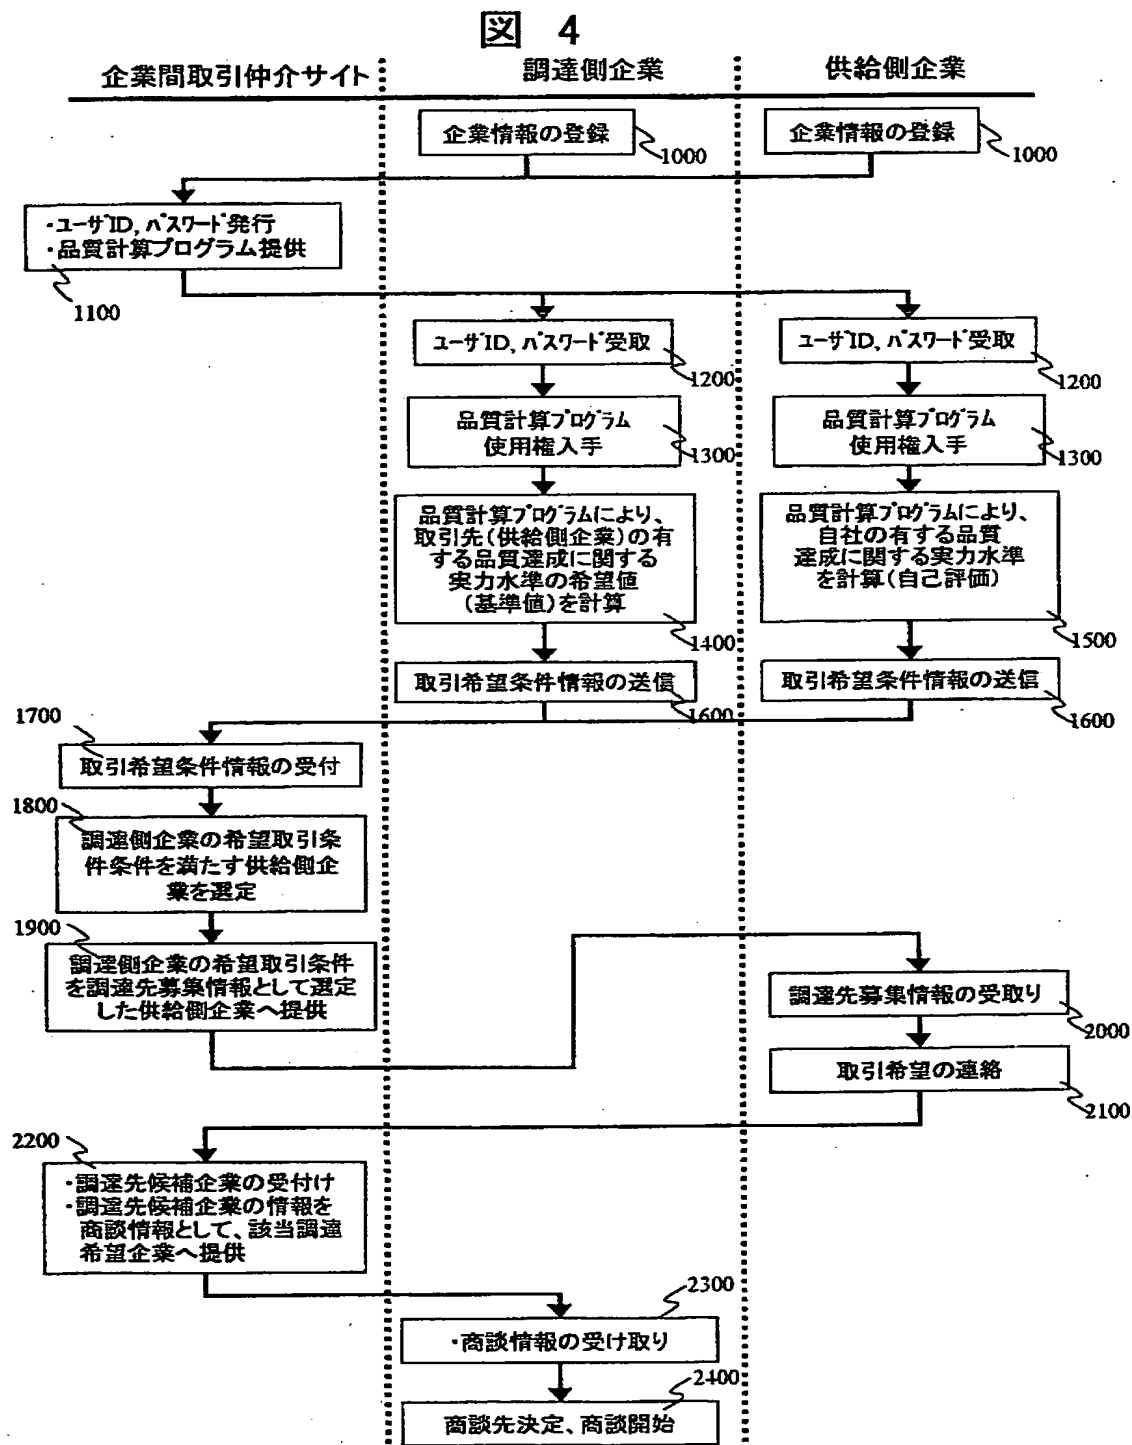 図 4
企業間取引仲介サイト
調達側企業
供給側企業
企業情報の登録
1000
企業情報の登録
1000
・ユーザID,パスワード発行
・品質計算プログラム提供
1100
ユーザID,パスワード受取
1200
ユーザID,パスワード受取
1200
品質計算プログラム
使用権入手
1300
品質計算プログラム
使用権入手
1300
品質計算プログラムにより、
取引先(供給側企業)の有
する品質達成に関する
実力水準の希望値
(基準値)を計算
1400
品質計算プログラムにより、
自社の有する品質
達成に関する実力水準
を計算(自己評価)
1500
取引希望条件情報の送信
1600
取引希望条件情報の送信
1600
1700
取引希望条件情報の受付
1800
調達側企業の希望取引条
件条件を満たす供給側企
業を選定
1900
調達側企業の希望取引条件
を調達先募集情報として選定
した供給側企業へ提供
調達先募集情報の受取り
2000
取引希望の連絡
2100
2200
・調達先候補企業の受付け
・調達先候補企業の情報を
商談情報として、該当調達
希望企業へ提供
2300
・商談情報の受け取り
2400
商談先決定、商談開始